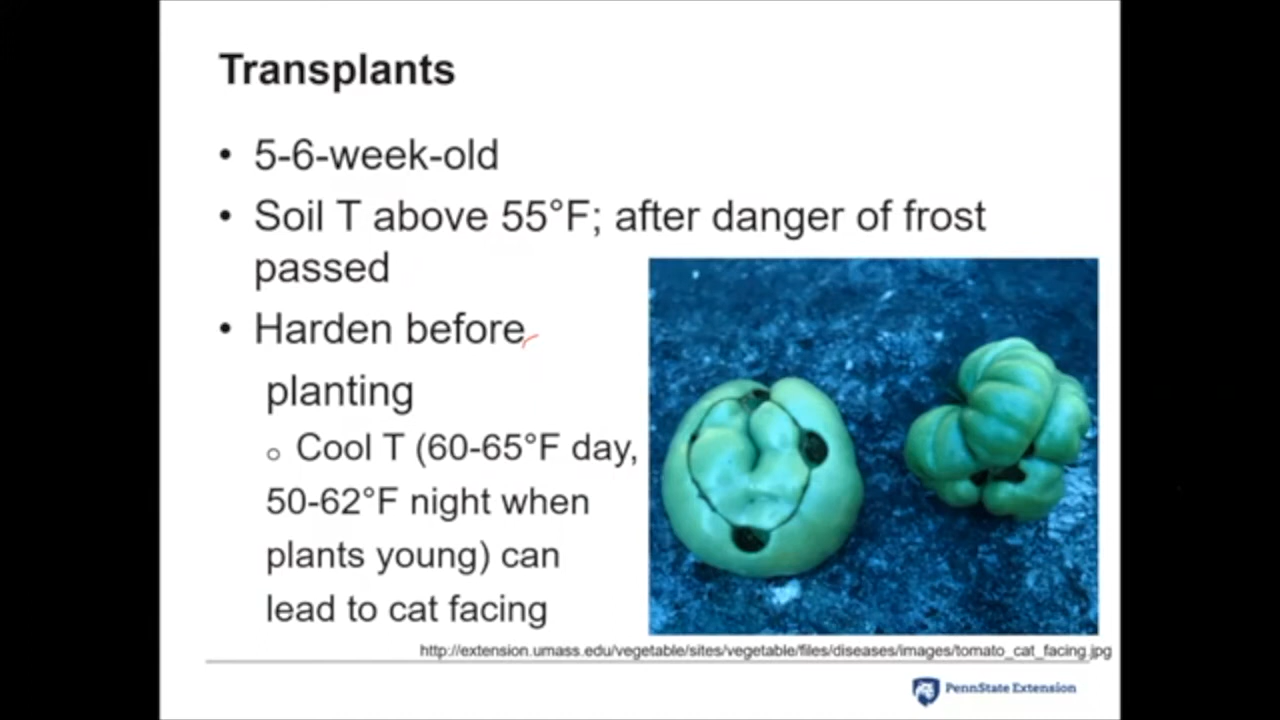 Transplants
• 5-6-week-old
• Soil T above 55°F; after danger of frost
passed
• Harden before
planting
o Cool T (60-65°F day,
50-62°F night when
plants young) can
lead to cat facing
http://extension.umass.edu/vegetable/sites/vegetable/files/diseases/images/tomato_cat_facing.jpg
PennState Extension